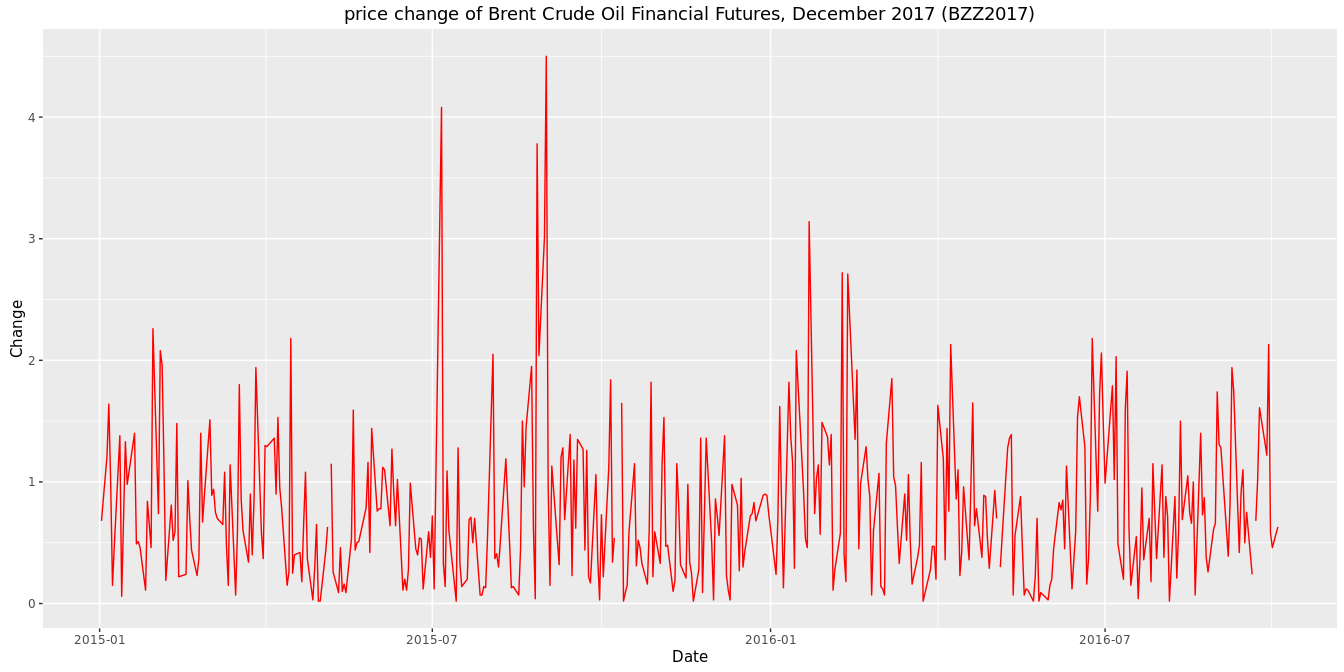 price change of Brent Crude Oil Financial Futures, December 2017 (BZZ2017)
Change
4
3
2
1
0
2015-01 2015-07 2016-01 2016-07
Date